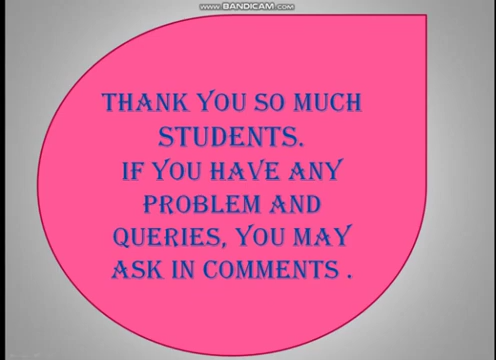 www.BANDICAM.com
THANK YOU SO MUCH
STUDENTS.
IF YOU HAVE ANY
PROBLEM AND
QUERIES, YOU MAY
ASK IN COMMENTS .